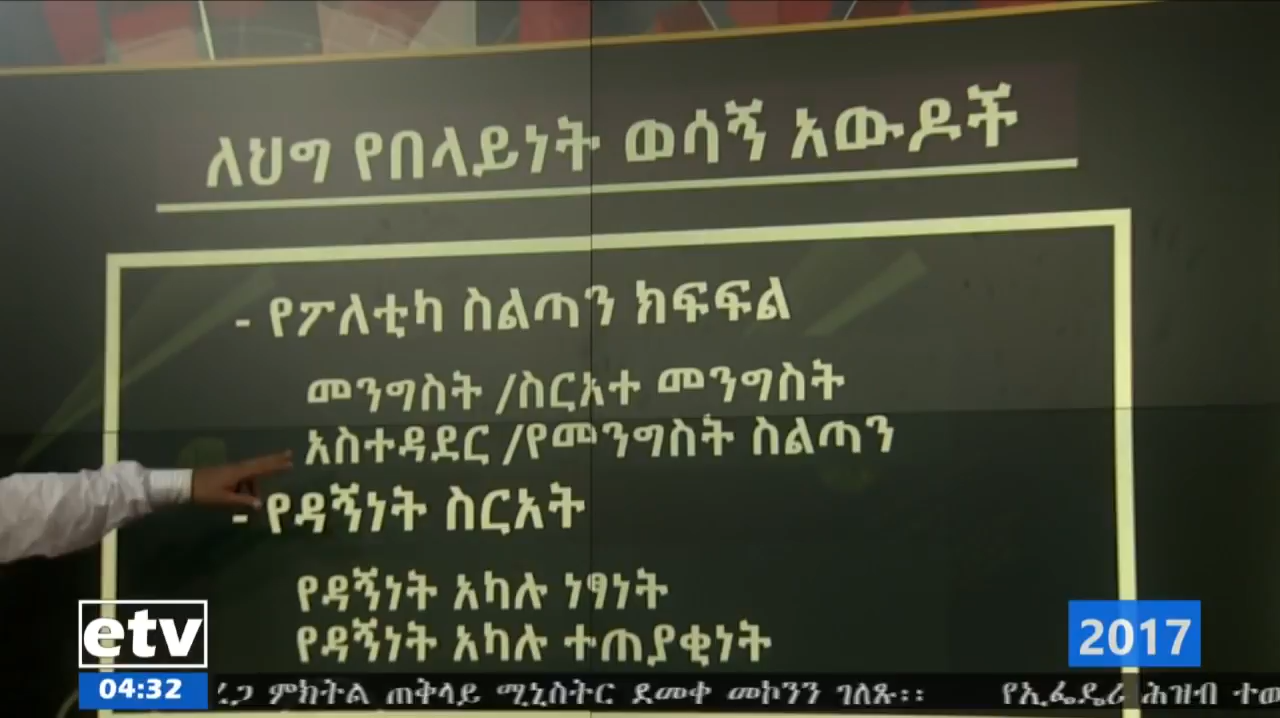 ለህግ የበላይነት ወሳኝ አውዶች
- የፖለቲካ ስልጣን ክፍፍል
መንግስት /ስርአተ መንግስት
አስተዳደር /የመንግስት ስልጣን
- የዳኝነት ስርአት
የዳኝነት አካሉ ነፃነት
የዳኝነት አካሉ ተጠያቂነት
etv
2017
04:32
ምክትል ጠቅላይ ሚኒስትር ደመቀ መኮንን ገለጹ፡፡ የኢፌዴሪ ሕዝብ